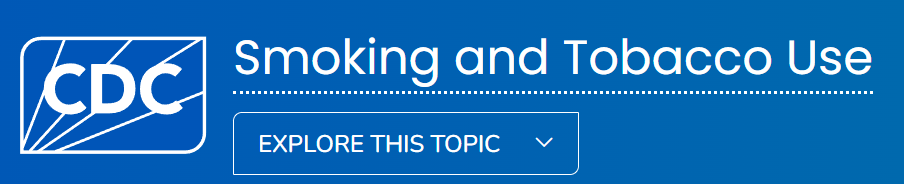 CDC
Smoking and Tobacco Use
EXPLORE THIS TOPIC